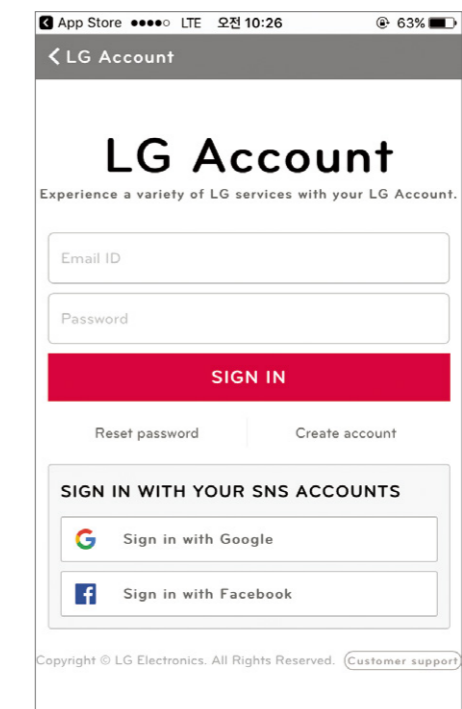 App Store LTE 오전 10:26 63%
LG Account
LG Account
Experience a variety of LG services with your LG Account.
Email ID
Password
SIGN IN
Reset password Create account
SIGN IN WITH YOUR SNS ACCOUNTS
Sign in with Google
Sign in with Facebook
Copyright © LG Electronics. All Rights Reserved. Customer support